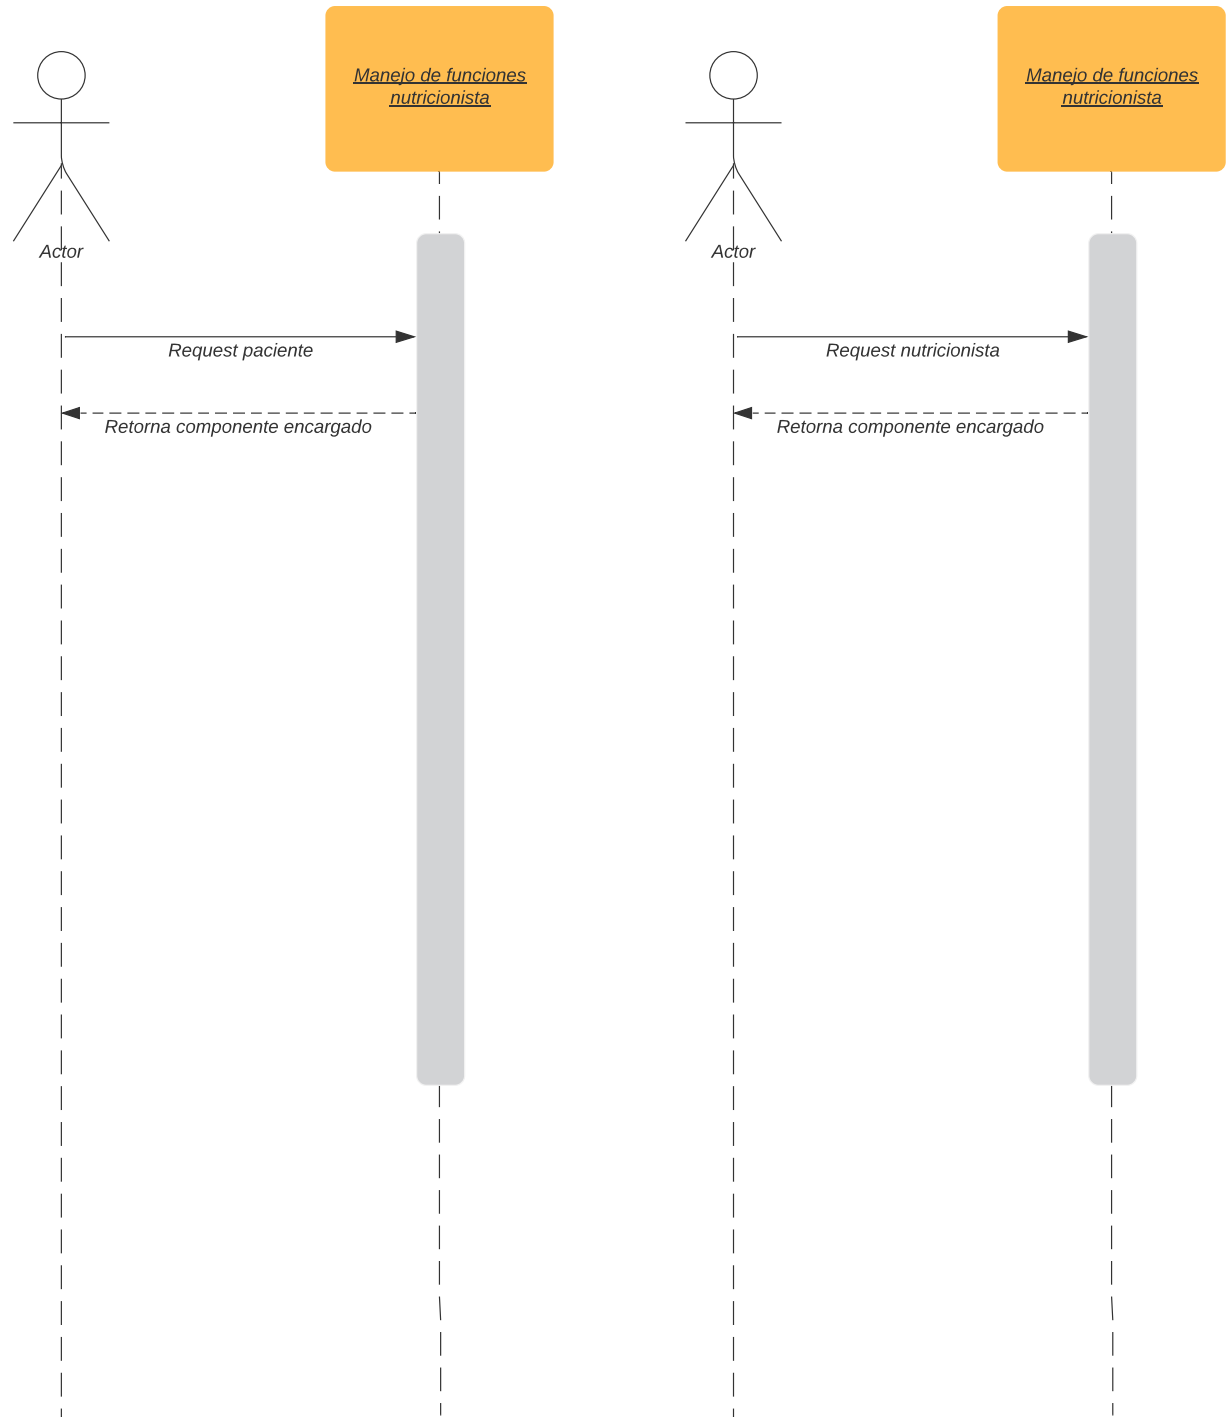 Manejo de funciones
nutricionista
Actor
Request paciente
Retorna componente encargado
Manejo de funciones
nutricionista
Actor
Request nutricionista
Retorna componente encargado